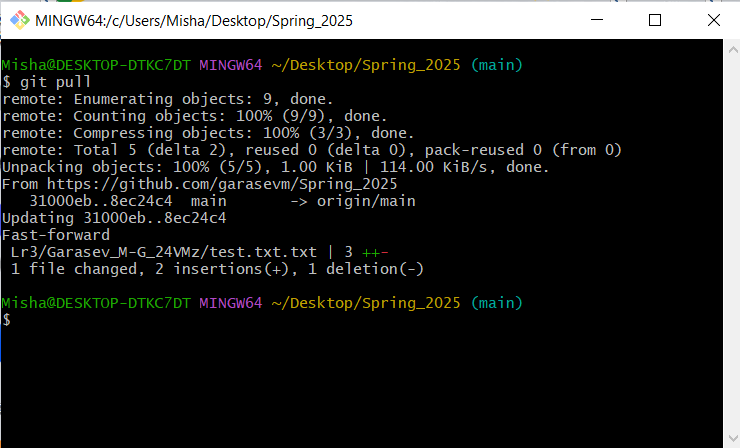 MINGW64:/c/Users/Misha/Desktop/Spring_2025
Misha@DESKTOP-DTKC7DT MINGW64 ~/Desktop/Spring_2025 (main)
$ git pull
remote: Enumerating objects: 9, done.
remote: Counting objects: 100% (9/9), done.
remote: Compressing objects: 100% (3/3), done.
remote: Total 5 (delta 2), reused 0 (delta 0), pack-reused 0 (from 0)
Unpacking objects: 100% (5/5), 1.00 KiB | 114.00 KiB/s, done.
From https://github.com/garasevm/Spring_2025
   31000eb..8ec24c4  main       -> origin/main
Updating 31000eb..8ec24c4
Fast-forward
 Lr3/Garasev_M-G_24VMz/test.txt.txt | 3 ++-
 1 file changed, 2 insertions(+), 1 deletion(-)
Misha@DESKTOP-DTKC7DT MINGW64 ~/Desktop/Spring_2025 (main)
$